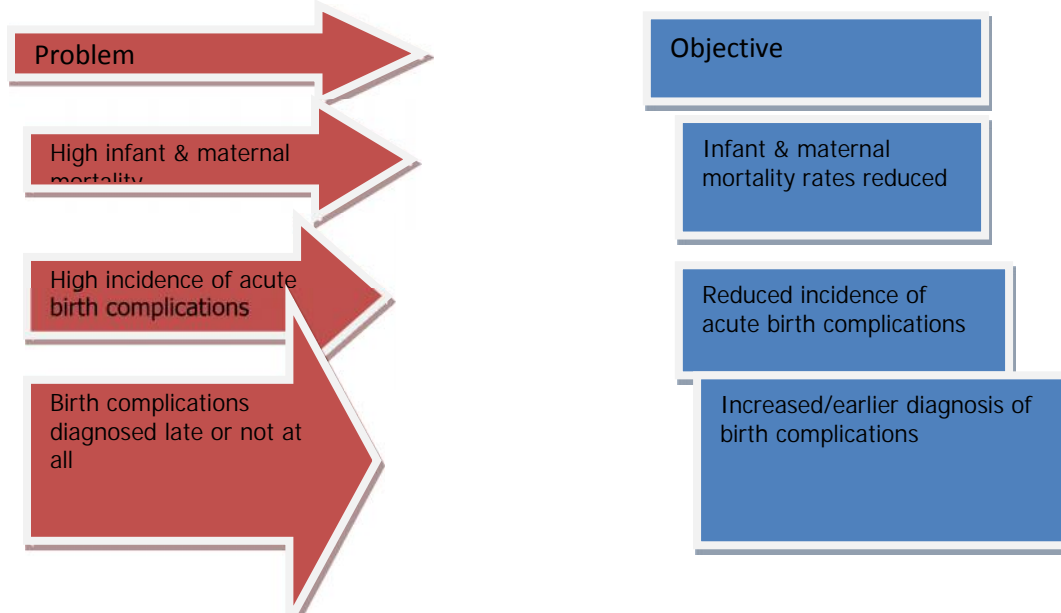 Problem
High infant & maternal
mortality
High incidence of acute
birth complications
Birth complications
diagnosed late or not at
all
Objective
Infant & maternal
mortality rates reduced
Reduced incidence of
acute birth complications
Increased/earlier diagnosis of
birth complications